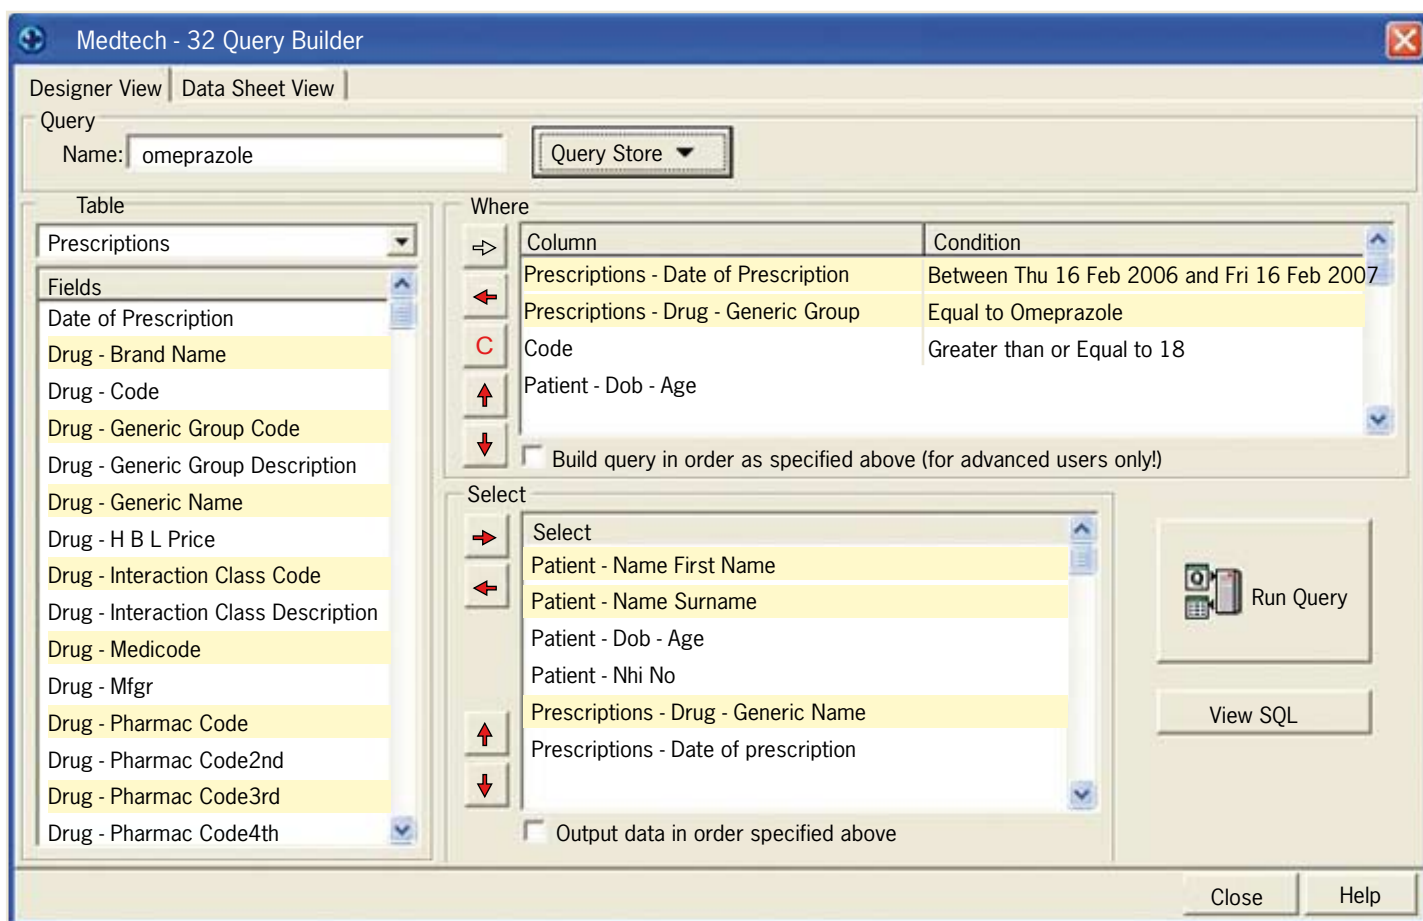 Medtech - 32 Query Builder
Designer View Data Sheet View
Query
Name: omeprazole Query Store
Table
Prescriptions
Fields
Date of Prescription
Drug - Brand Name
Drug - Code
Drug - Generic Group Code
Drug - Generic Group Description
Drug - Generic Name
Drug - H B L Price
Drug - Interaction Class Code
Drug - Interaction Class Description
Drug - Medicode
Drug - Mfgr
Drug - Pharmac Code
Drug - Pharmac Code2nd
Drug - Pharmac Code3rd
Drug - Pharmac Code4th
Where
Column Condition
Prescriptions - Date of Prescription Between Thu 16 Feb 2006 and Fri 16 Feb 2007
Prescriptions - Drug - Generic Group Equal to Omeprazole
Code Greater than or Equal to 18
Patient - Dob - Age
C
Build query in order as specified above (for advanced users only!)
Select
Select
Patient - Name First Name
Patient - Name Surname
Patient - Dob - Age
Patient - Nhi No
Prescriptions - Drug - Generic Name
Prescriptions - Date of prescription
Output data in order specified above
Q
Run Query
View SQL
Close Help